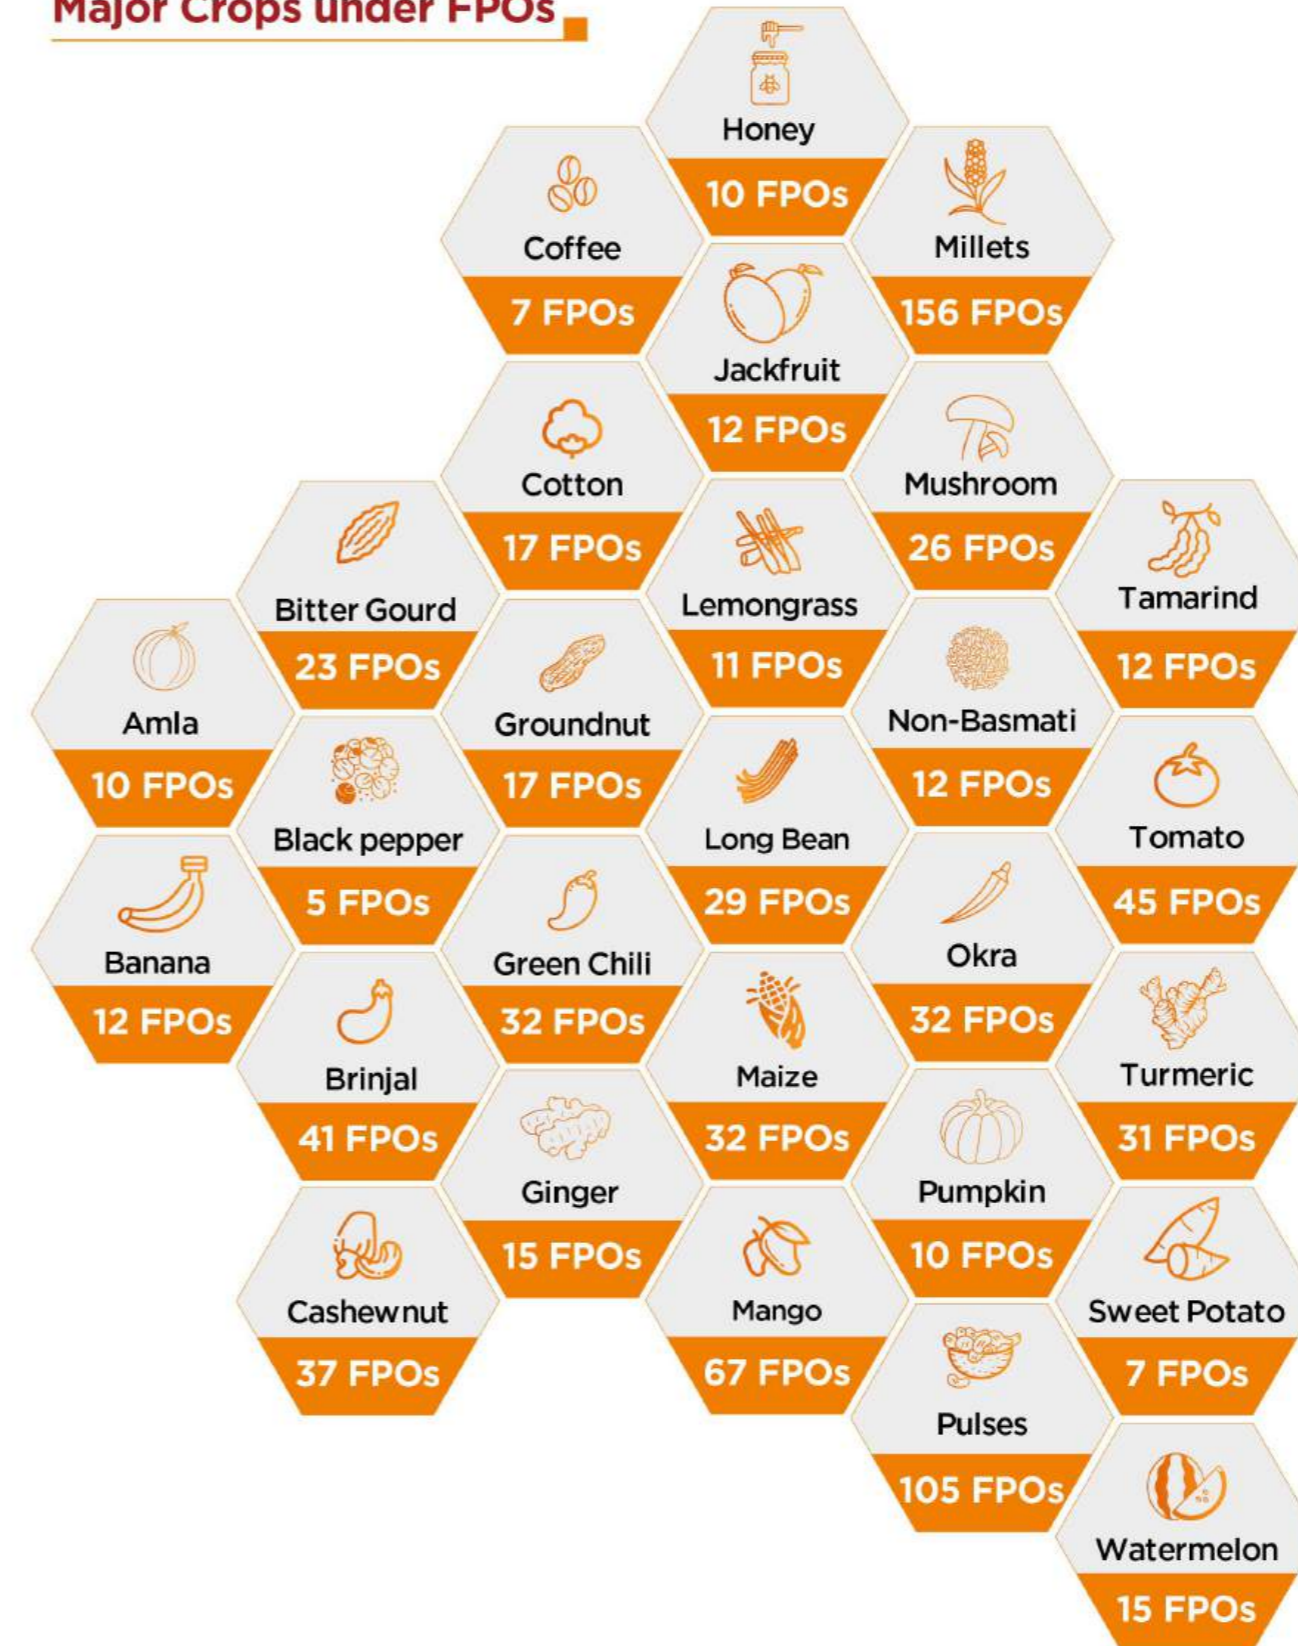 Major Crops under FPOs
Honey
10 FPOs
Coffee
7 FPOs
Millets
156 FPOs
Jackfruit
12 FPOs
Cotton
17 FPOs
Mushroom
26 FPOs
Bitter Gourd
23 FPOs
Lemongrass
11 FPOs
Tamarind
12 FPOs
Amla
10 FPOs
Groundnut
17 FPOs
Non-Basmati
12 FPOs
Black pepper
5 FPOs
Long Bean
29 FPOs
Tomato
45 FPOs
Banana
12 FPOs
Green Chili
32 FPOs
Okra
32 FPOs
Brinjal
41 FPOs
Maize
32 FPOs
Turmeric
31 FPOs
Ginger
15 FPOs
Pumpkin
10 FPOs
Cashewnut
37 FPOs
Mango
67 FPOs
Sweet Potato
7 FPOs
Pulses
105 FPOs
Watermelon
15 FPOs